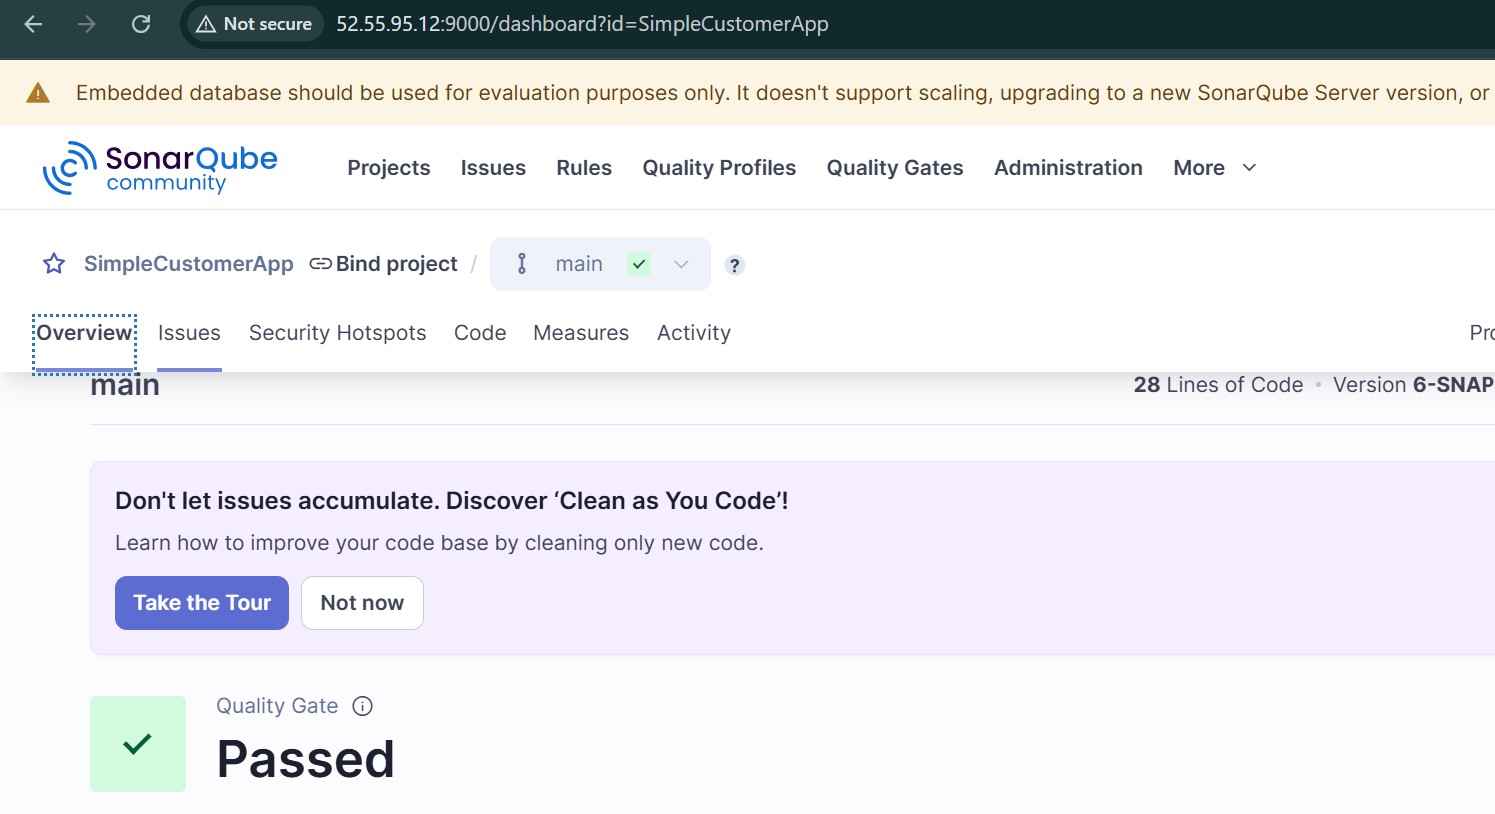 Not secure 52.55.95.12:9000/dashboard?id=SimpleCustomerApp
Embedded database should be used for evaluation purposes only. It doesn't support scaling, upgrading to a new SonarQube Server version, or
SonarQube community
Projects Issues Rules Quality Profiles Quality Gates Administration More
SimpleCustomerApp Bind project / main ?
Overview Issues Security Hotspots Code Measures Activity
main 28 Lines of Code • Version 6-SNAP
Don't let issues accumulate. Discover ‘Clean as You Code’!
Learn how to improve your code base by cleaning only new code.
Take the Tour Not now
Quality Gate
Passed